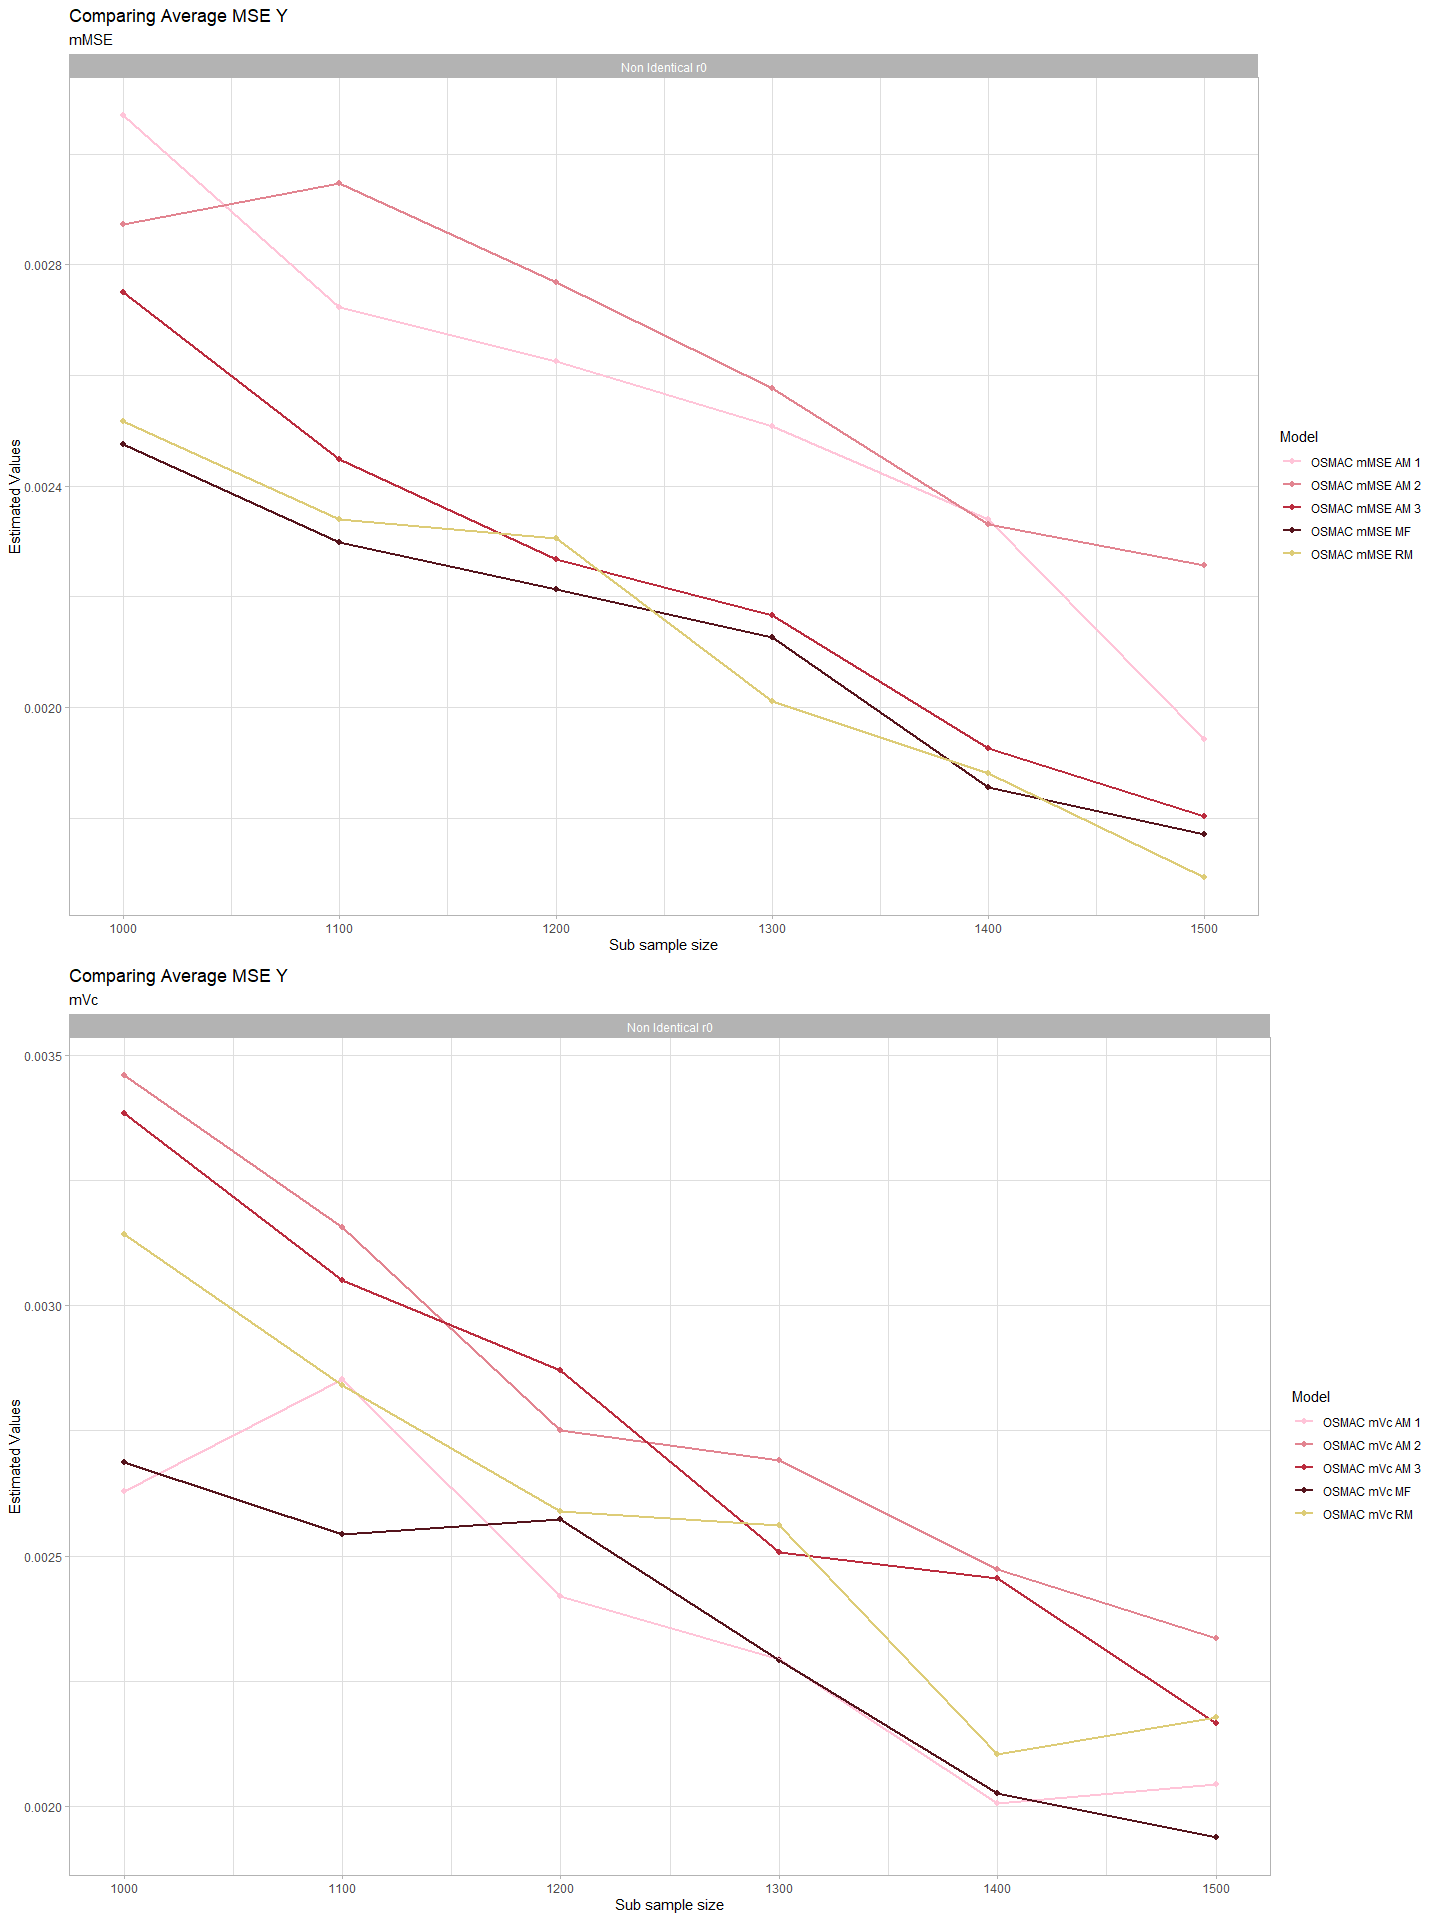 Comparing Average MSE Y
mMSE
Non Identical r0
0.0028
0.0024
0.0020
Estimated Values
1000 1100 1200 1300 1400 1500
Sub sample size
Model
OSMAC mMSE AM 1
OSMAC mMSE AM 2
OSMAC mMSE AM 3
OSMAC mMSE MF
OSMAC mMSE RM
Comparing Average MSE Y
mVc
Non Identical r0
0.0035
0.0030
0.0025
0.0020
Estimated Values
1000 1100 1200 1300 1400 1500
Sub sample size
Model
OSMAC mVc AM 1
OSMAC mVc AM 2
OSMAC mVc AM 3
OSMAC mVc MF
OSMAC mVc RM